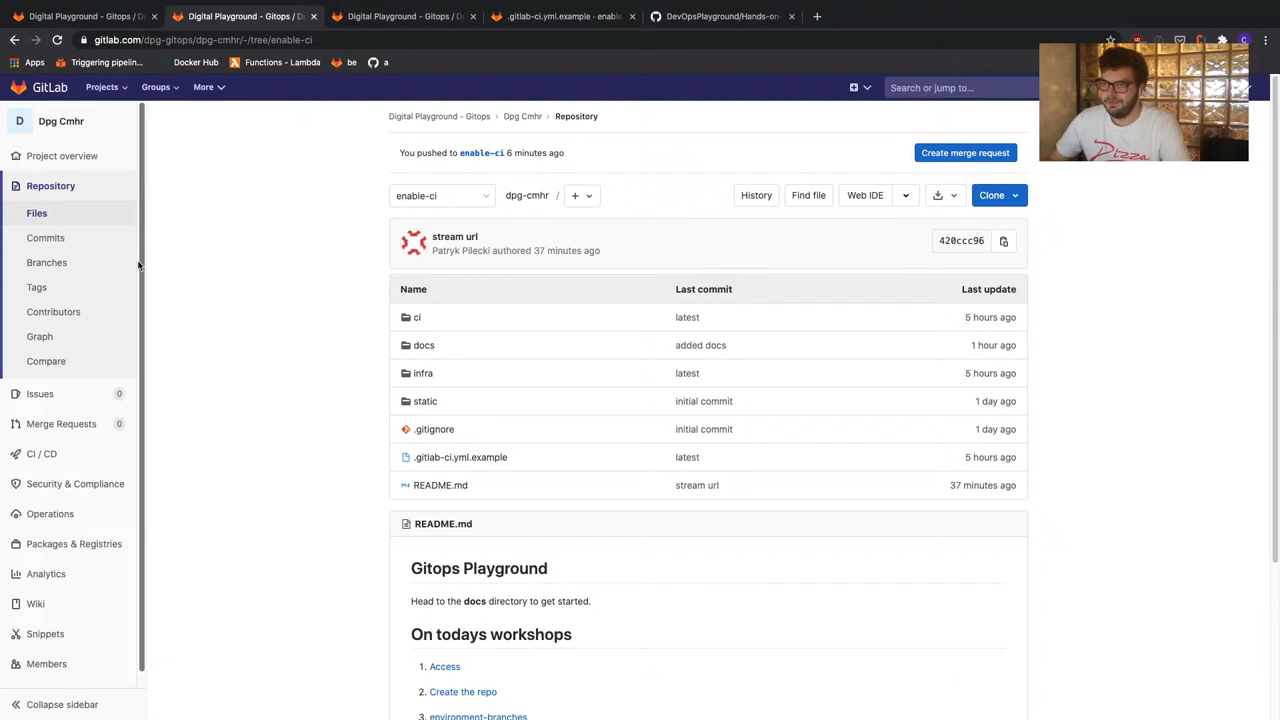 Digital Playground - Gitops / D
Digital Playground - Gitops / D
Digital Playground - Gitops / D
.gitlab-ci.yml.example · enable
DevOpsPlayground/Hands-on-
gitlab.com/dpg-gitops/dpg-cmhr/-/tree/enable-ci
Apps
Triggering pipelin...
Docker Hub
Functions - Lambda
be
a
GitLab
Projects
Groups
More
Search or jump to...
D
Dpg Cmhr
Project overview
Repository
Files
Commits
Branches
Tags
Contributors
Graph
Compare
Issues
0
Merge Requests
0
CI / CD
Security & Compliance
Operations
Packages & Registries
Analytics
Wiki
Snippets
Members
Collapse sidebar
Digital Playground - Gitops › Dpg Cmhr › Repository
You pushed to enable-ci 6 minutes ago
Create merge request
enable-ci
dpg-cmhr /
History
Find file
Web IDE
Clone
stream url
Patryk Pilecki authored 37 minutes ago
420ccc96
Name Last commit Last update
ci latest 5 hours ago
docs added docs 1 hour ago
infra latest 5 hours ago
static initial commit 1 day ago
.gitignore initial commit 1 day ago
.gitlab-ci.yml.example latest 5 hours ago
README.md stream url 37 minutes ago
README.md
Gitops Playground
Head to the docs directory to get started.
On todays workshops
1. Access
2. Create the repo
3. environment-branches